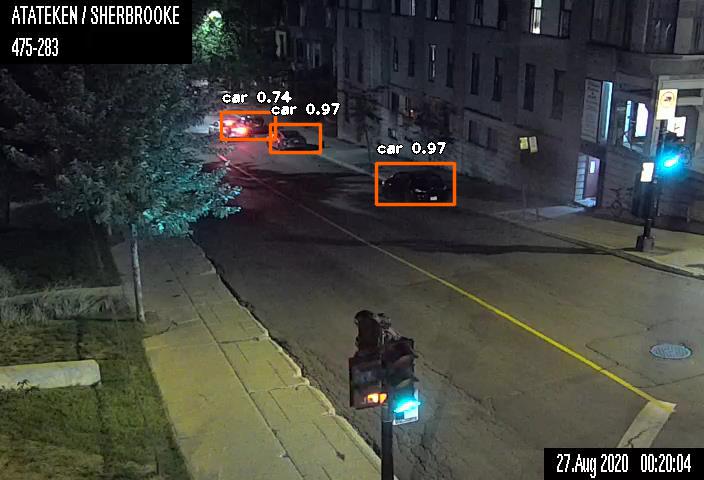 ATATEKEN / SHERBROOKE
475-283
car 0.74
car 0.97
car 0.97
27.Aug 2020 00:20:04